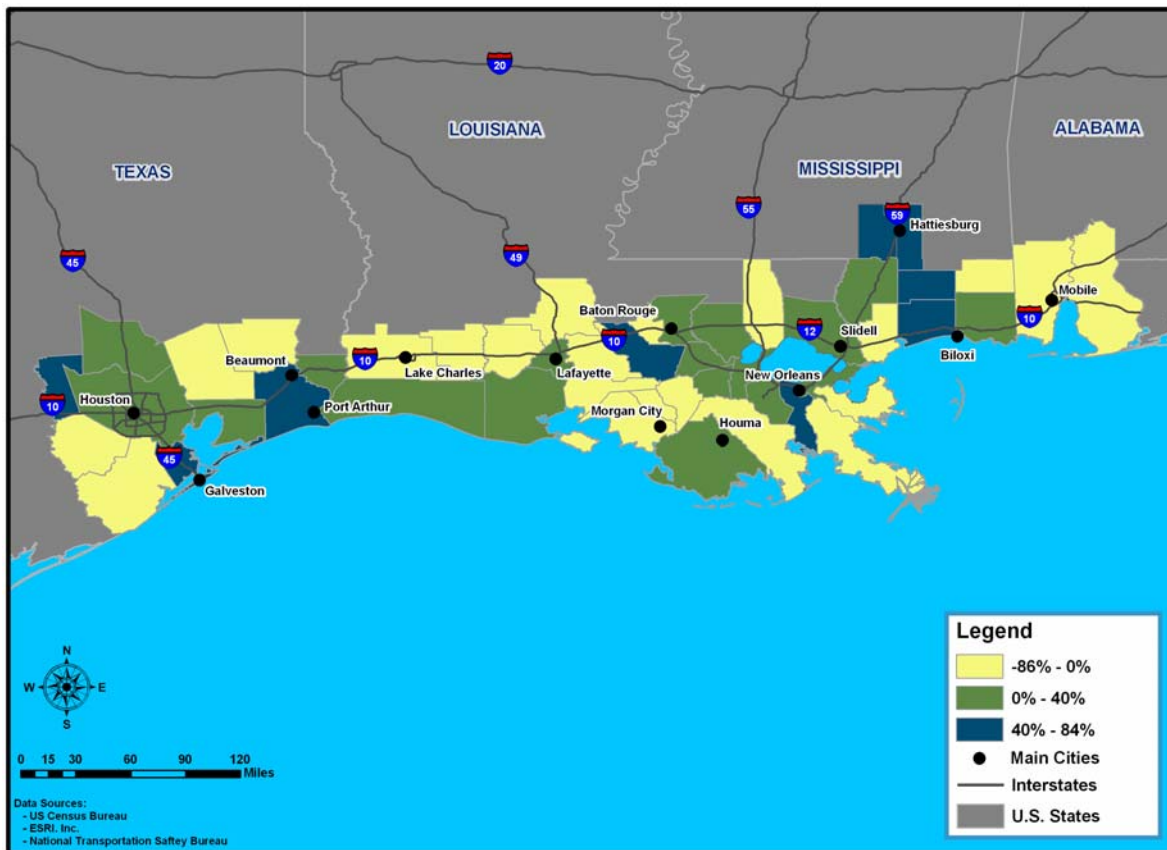 20
LOUISIANA
ALABAMA
TEXAS
MISSISSIPPI
55
59
Hattiesburg
45
49
Mobile
Baton Rouge
10
12
Slidell
10
Beaumont
10
Lake Charles
Lafayette
Biloxi
New Orleans
10
Houston
Port Arthur
Morgan City
Houma
45
Galveston
Legend
-86% - 0%
0% - 40%
40% - 84%
Main Cities
Interstates
U.S. States
N
W E
S
0 15 30 60 90 120
Miles
Data Sources:
- US Census Bureau
- ESRI. Inc.
- National Transportation Saftey Bureau